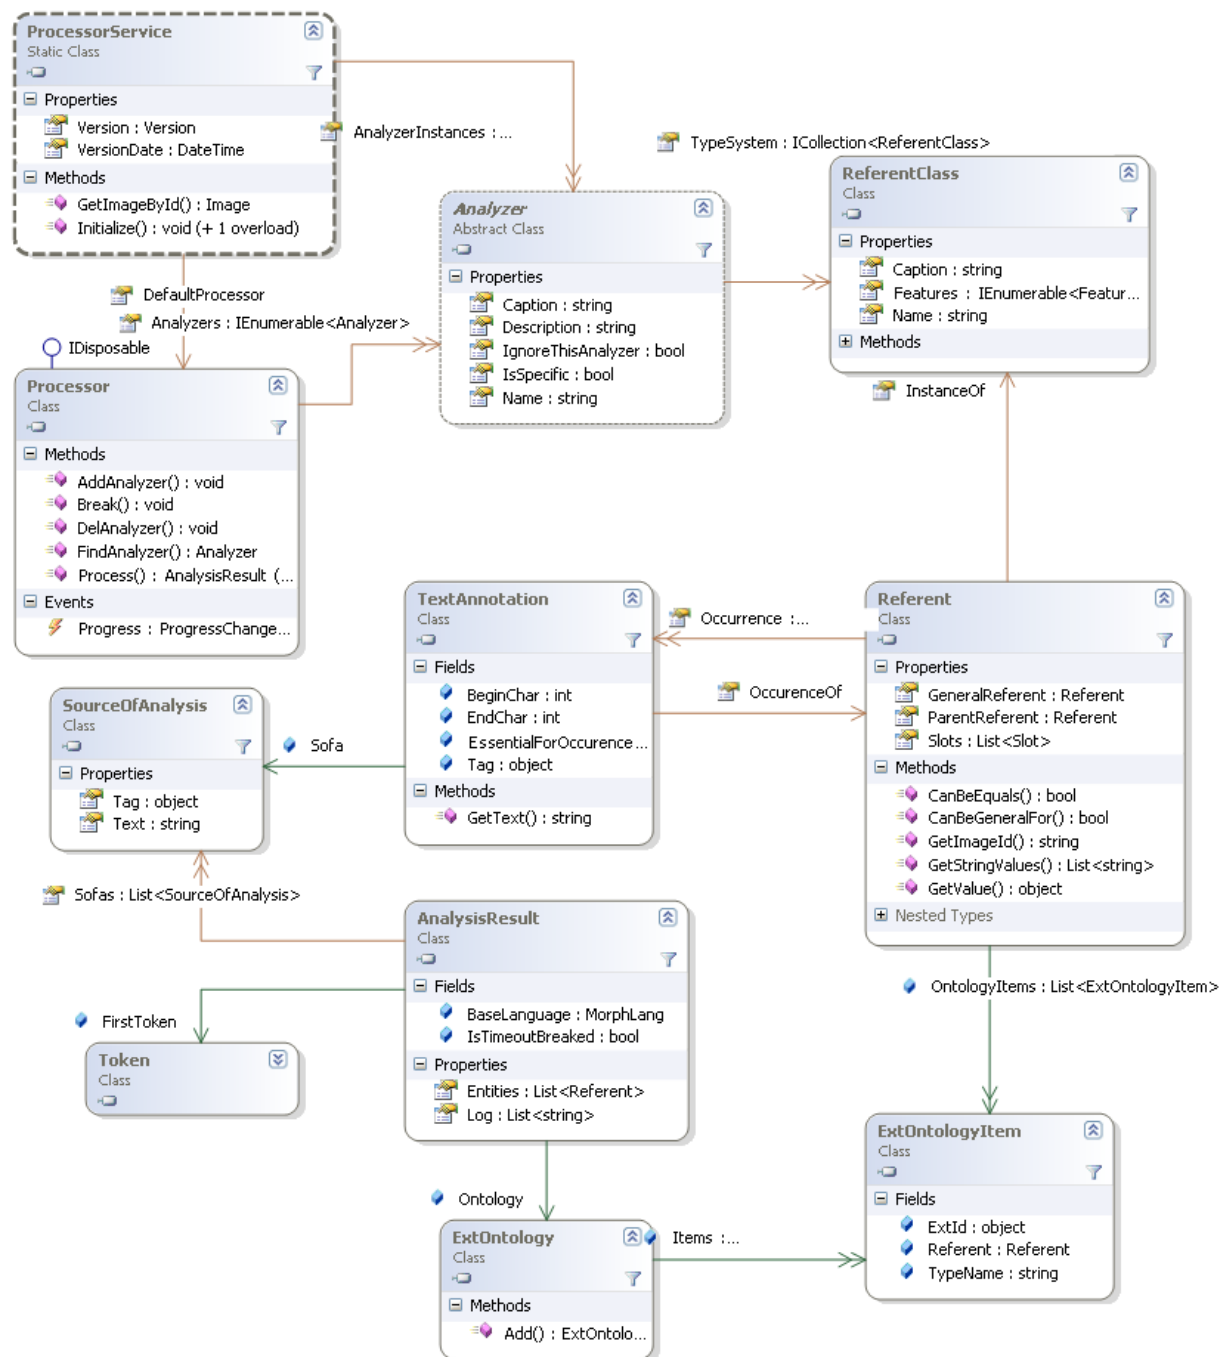 ProcessorService
Static Class
Properties
Version : Version
VersionDate : DateTime
Methods
GetImageById() : Image
Initialize() : void (+ 1 overload)
AnalyzerInstances :...
TypeSystem : ICollection<ReferentClass>
Analyzer
Abstract Class
Properties
Caption : string
Description : string
IgnoreThisAnalyzer : bool
IsSpecific : bool
Name : string
ReferentClass
Class
Properties
Caption : string
Features : IEnumerable<Featur...
Name : string
Methods
DefaultProcessor
Analyzers : IEnumerable<Analyzer>
IDisposable
InstanceOf
Processor
Class
Methods
AddAnalyzer() : void
Break() : void
DelAnalyzer() : void
FindAnalyzer() : Analyzer
Process() : AnalysisResult (...
Events
Progress : ProgressChange...
TextAnnotation
Class
Fields
BeginChar : int
EndChar : int
EssentialForOccurence ...
Tag : object
Methods
GetText() : string
Occurrence :...
OccurenceOf
Referent
Class
Properties
GeneralReferent : Referent
ParentReferent : Referent
Slots : List<Slot>
Methods
CanBeEquals() : bool
CanBeGeneralFor() : bool
GetImageId() : string
GetStringValues() : List<string>
GetValue() : object
Nested Types
SourceOfAnalysis
Class
Properties
Tag : object
Text : string
Sofa
Sofas : List<SourceOfAnalysis>
AnalysisResult
Class
Fields
BaseLanguage : MorphLang
IsTimeoutBreaked : bool
Properties
Entities : List<Referent>
Log : List<string>
OntologyItems : List<ExtOntologyItem>
FirstToken
Token
Class
Ontology
ExtOntology
Class
Methods
Add() : ExtOntolo...
Items :...
ExtOntologyItem
Class
Fields
ExtId : object
Referent : Referent
TypeName : string